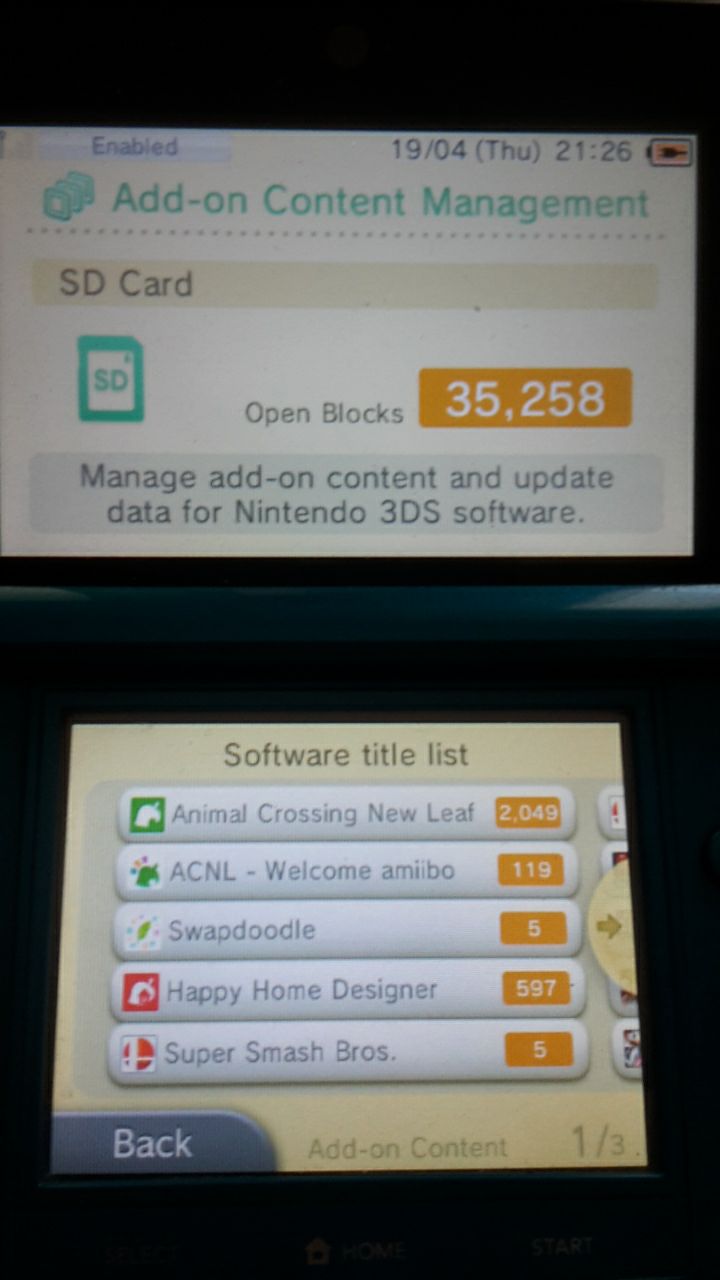 Enabled 19/04 (Thu) 21:26
Add-on Content Management
SD Card
SD
Open Blocks 35,258
Manage add-on content and update
data for Nintendo 3DS software.
Software title list
Animal Crossing New Leaf 2,049
ACNL - Welcome amiibo 119
Swapdoodle 5
Happy Home Designer 597
Super Smash Bros. 5
Back Add-on Content 1/3
SELECT HOME START